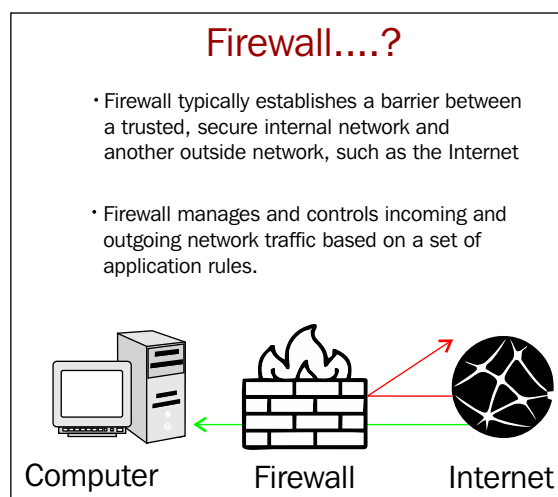 Firewall....?
· Firewall typically establishes a barrier between
a trusted, secure internal network and
another outside network, such as the Internet
· Firewall manages and controls incoming and
outgoing network traffic based on a set of
application rules.
Computer Firewall Internet